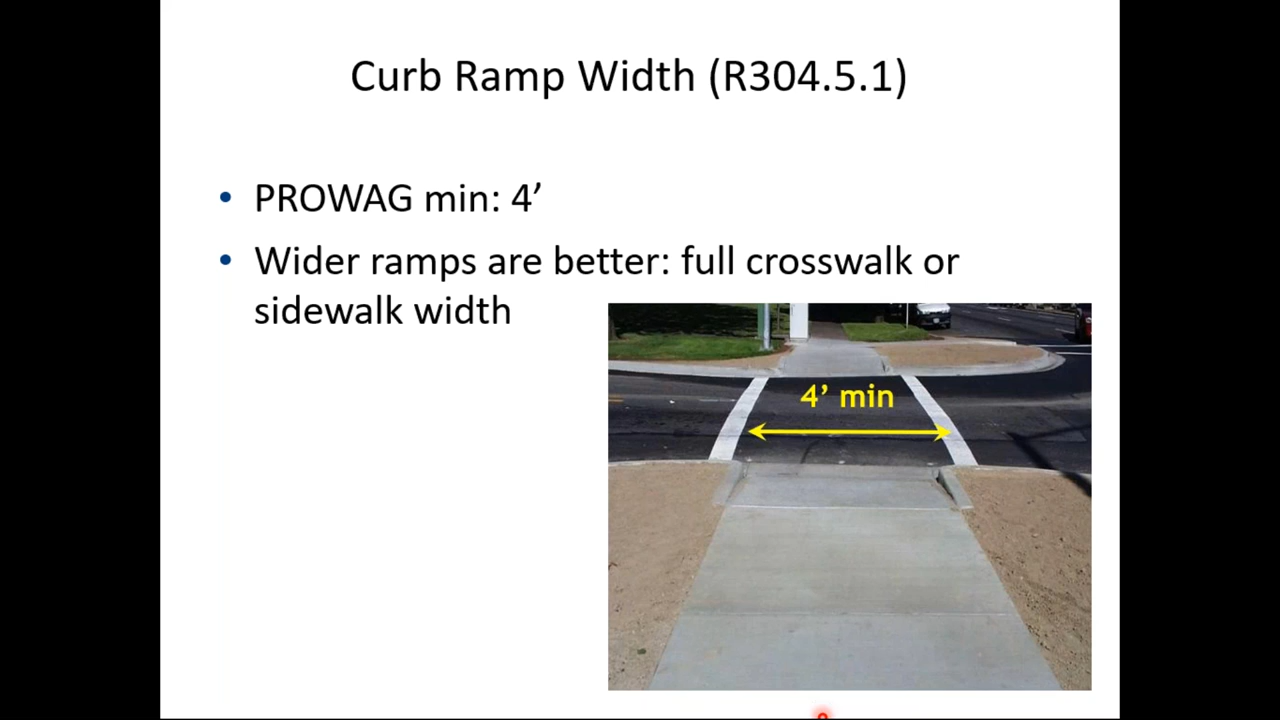 Curb Ramp Width (R304.5.1)
• PROWAG min: 4’
• Wider ramps are better: full crosswalk or
sidewalk width
4’ min